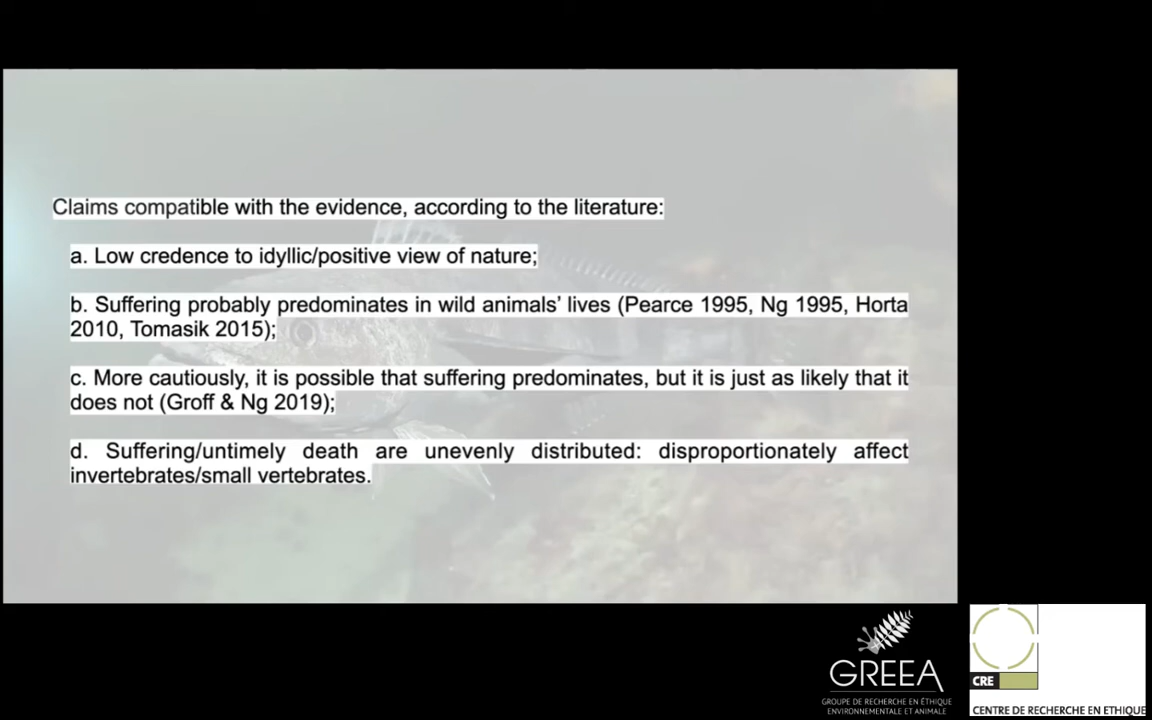 Claims compatible with the evidence, according to the literature:
a. Low credence to idyllic/positive view of nature;
b. Suffering probably predominates in wild animals’ lives (Pearce 1995, Ng 1995, Horta
2010, Tomasik 2015);
c. More cautiously, it is possible that suffering predominates, but it is just as likely that it
does not (Groff & Ng 2019);
d. Suffering/untimely death are unevenly distributed: disproportionately affect
invertebrates/small vertebrates.
GREEA
GROUPE DE RECHERCHE EN ÉTHIQUE
ENVIRONNEMENTALE ET ANIMALE
CRE
CENTRE DE RECHERCHE EN ETHIQUE